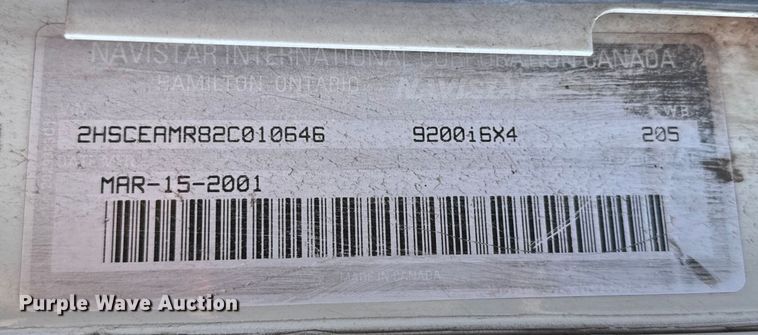 NAVISTAR INTERNATIONAL CORPORATION CANADA
HAMILTON, ONTARIO NAVISTAR
W.B.
2HSCEAMR82C010646 9200i6X4 205
MAR-15-2001
MADE IN CANADA
Purple Wave Auction